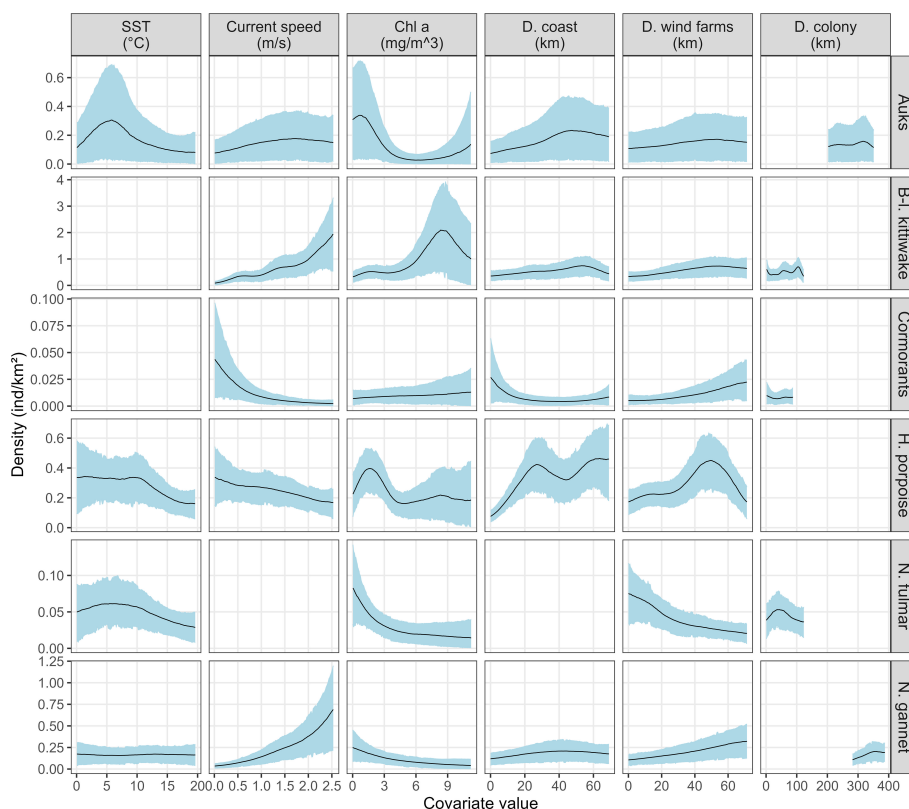 SST
(°C)
Current speed
(m/s)
Chl a
(mg/m^3)
D. coast
(km)
D. wind farms
(km)
D. colony
(km)
0.6
0.4
0.2
0.0
Auks
4
3
2
1
0
B-l. kittiwake
0.100
0.075
0.050
0.025
0.000
Cormorants
0.6
0.4
0.2
0.0
H. porpoise
0.10
0.05
0.00
N. fulmar
1.25
1.00
0.75
0.50
0.25
0.00
N. gannet
Density (ind/km²)
0 5 10 15 20
0.0 0.5 1.0 1.5 2.0 2.5
0 3 6 9
0 20 40 60
0 20 40 60
0 100 200 300 400
Covariate value